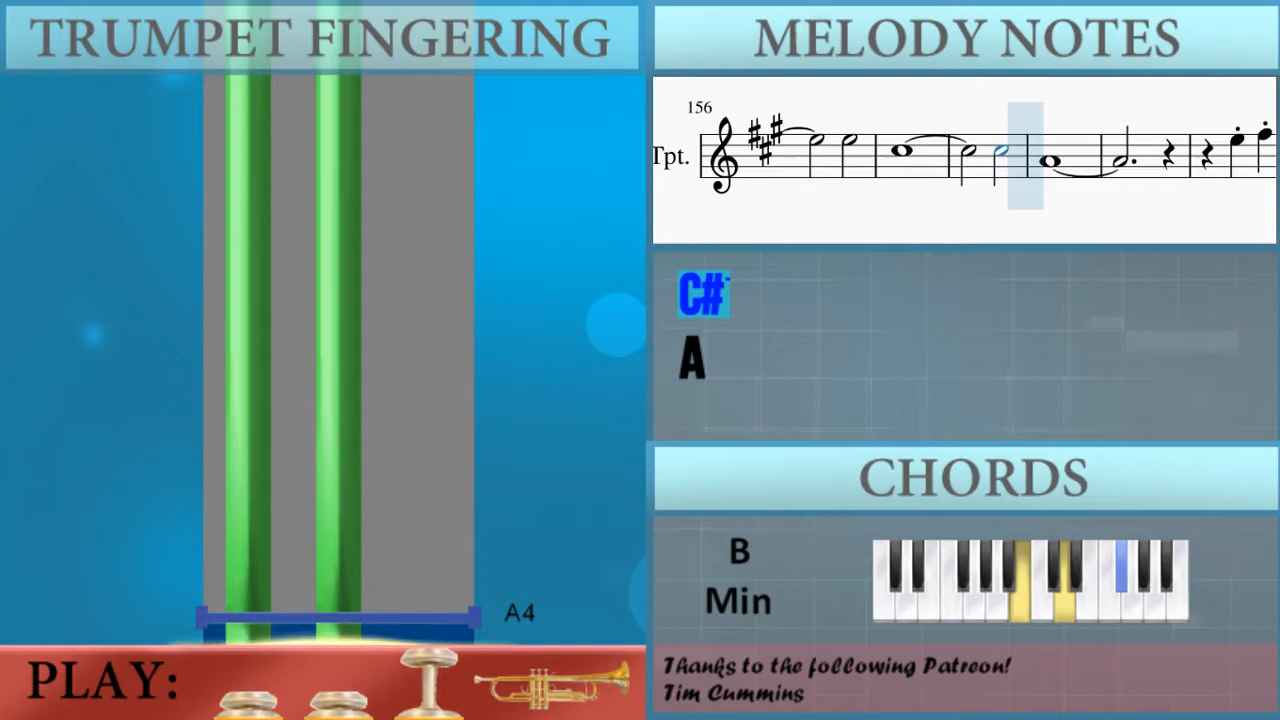 TRUMPET FINGERING
MELODY NOTES
156
Tpt.
C#
A
CHORDS
B
Min
A4
PLAY:
Thanks to the following Patreon!
Tim Cummins